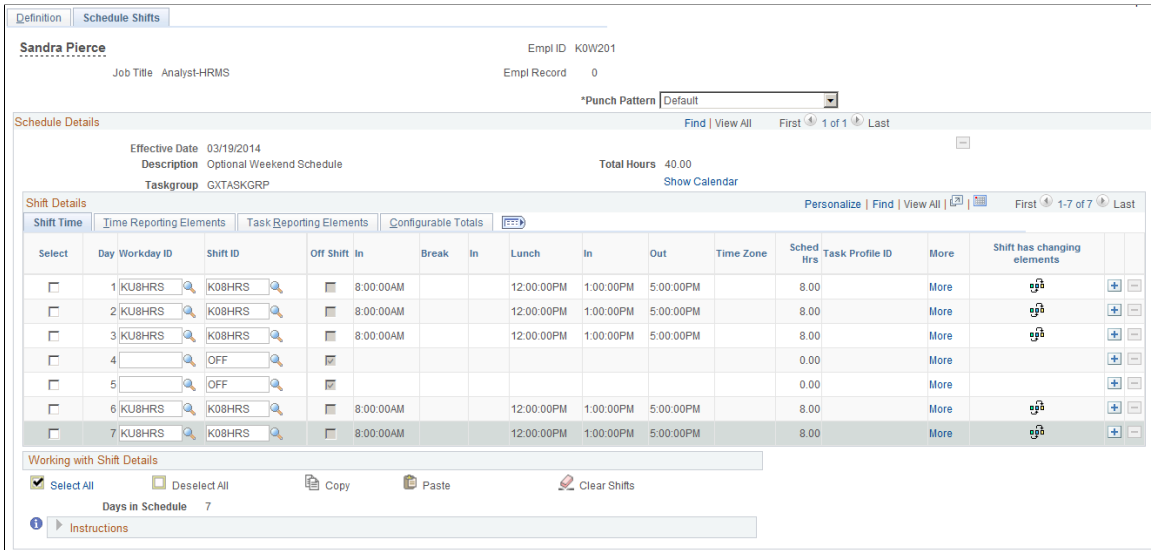 Definition Schedule Shifts
Sandra Pierce Empl ID K0W201
Job Title Analyst-HRMS Empl Record 0
*Punch Pattern Default
Schedule Details Find | View All First 1 of 1 Last
Effective Date 03/19/2014
Description Optional Weekend Schedule Total Hours 40.00
Taskgroup GXTASKGRP Show Calendar
Shift Details Personalize | Find | View All | | First 1-7 of 7 Last
Shift Time Time Reporting Elements Task Reporting Elements Configurable Totals
Select Day Workday ID Shift ID Off Shift In Break In Lunch In Out Time Zone Sched Hrs Task Profile ID More Shift has changing elements
1 KU8HRS K08HRS 8:00:00AM 12:00:00PM 1:00:00PM 5:00:00PM 8.00 More
2 KU8HRS K08HRS 8:00:00AM 12:00:00PM 1:00:00PM 5:00:00PM 8.00 More
3 KU8HRS K08HRS 8:00:00AM 12:00:00PM 1:00:00PM 5:00:00PM 8.00 More
4 OFF 0.00 More
5 OFF 0.00 More
6 KU8HRS K08HRS 8:00:00AM 12:00:00PM 1:00:00PM 5:00:00PM 8.00 More
7 KU8HRS K08HRS 8:00:00AM 12:00:00PM 1:00:00PM 5:00:00PM 8.00 More
Working with Shift Details
Select All Deselect All Copy Paste Clear Shifts
Days in Schedule 7
Instructions